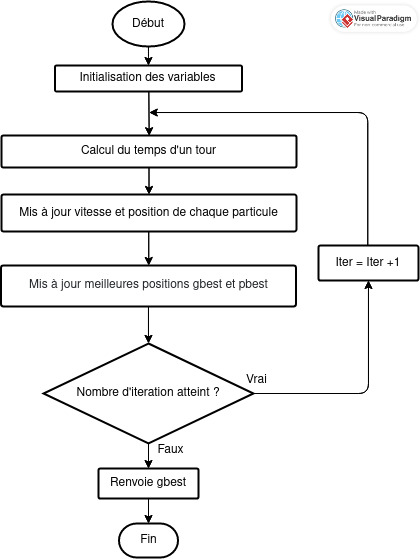 Début
Made with
Visual Paradigm
For non-commercial use
Initialisation des variables
Calcul du temps d'un tour
Mis à jour vitesse et position de chaque particule
Iter = Iter +1
Mis à jour meilleures positions gbest et pbest
Vrai
Nombre d'iteration atteint ?
Faux
Renvoie gbest
Fin